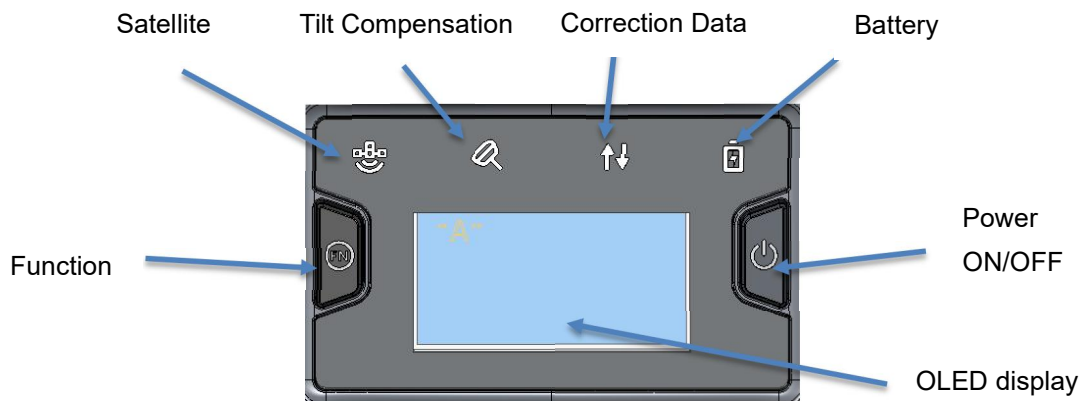 Satellite
Tilt Compensation
Correction Data
Battery
"A"
FN
Function
Power
ON/OFF
OLED display